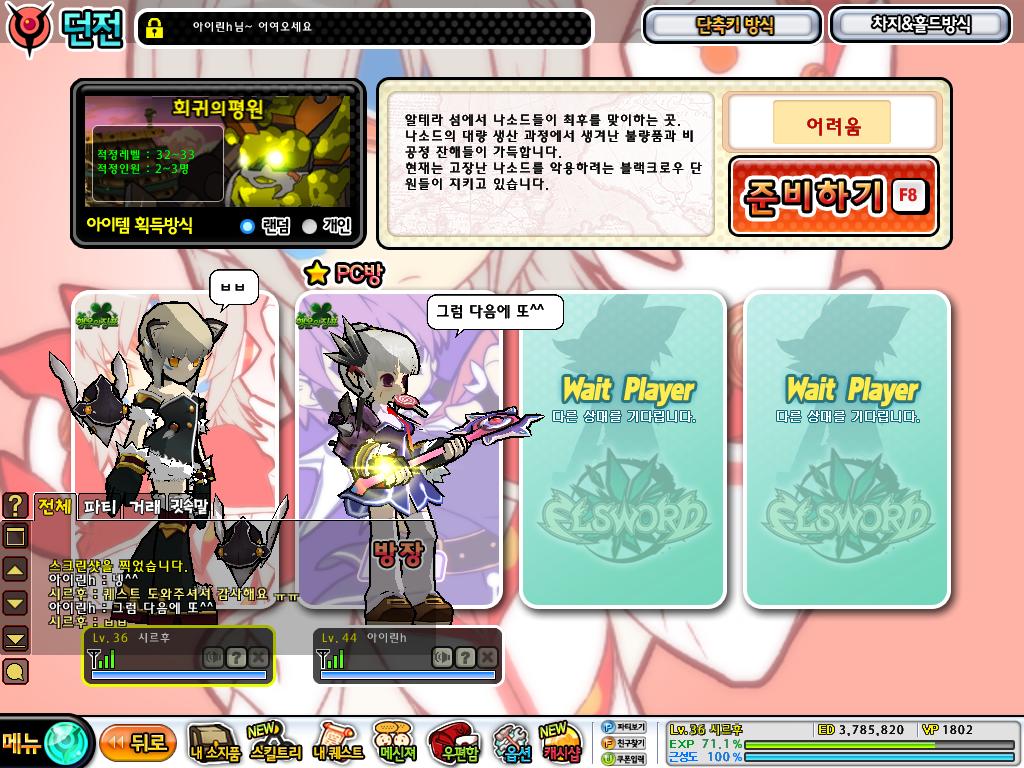 던전
아이린h님~ 어여오세요
단축키 방식
차지&홀드방식
회귀의평원
적정레벨 : 32~33
적정인원 : 2~3명
아이템 획득방식
랜덤
개인
알테라 섬에서 나소드들이 최후를 맞이하는 곳.
나소드의 대량 생산 과정에서 생겨난 불량품과 비
공정 잔해들이 가득합니다.
현재는 고장난 나소드를 악용하려는 블랙크로우 단
원들이 지키고 있습니다.
어려움
준비하기 F8
PC방
ㅂㅂ
그럼 다음에 또^^
Wait Player
다른 상대를 기다립니다.
ELSWORD
Wait Player
다른 상대를 기다립니다.
ELSWORD
방장
? 전체 파티 거래 귓속말
스크린샷을 찍었습니다.
아이린h : 넹^^
시르후 : 퀘스트 도와주셔서 감사해요 ㅠㅠ
아이린h : 그럼 다음에 또^^
시르후 : ㅂㅂ
Lv.36 시르후
?
Lv.44 아이린h
?
메뉴
뒤로
내 소지품
NEW 스킬트리
내 퀘스트
메신져
우편함
옵션
NEW 캐시샵
P 파티보기
F 친구찾기
U 쿠폰입력
Lv.36 시르후
ED 3,785,820
VP 1802
EXP 71.1%
근성도 100%